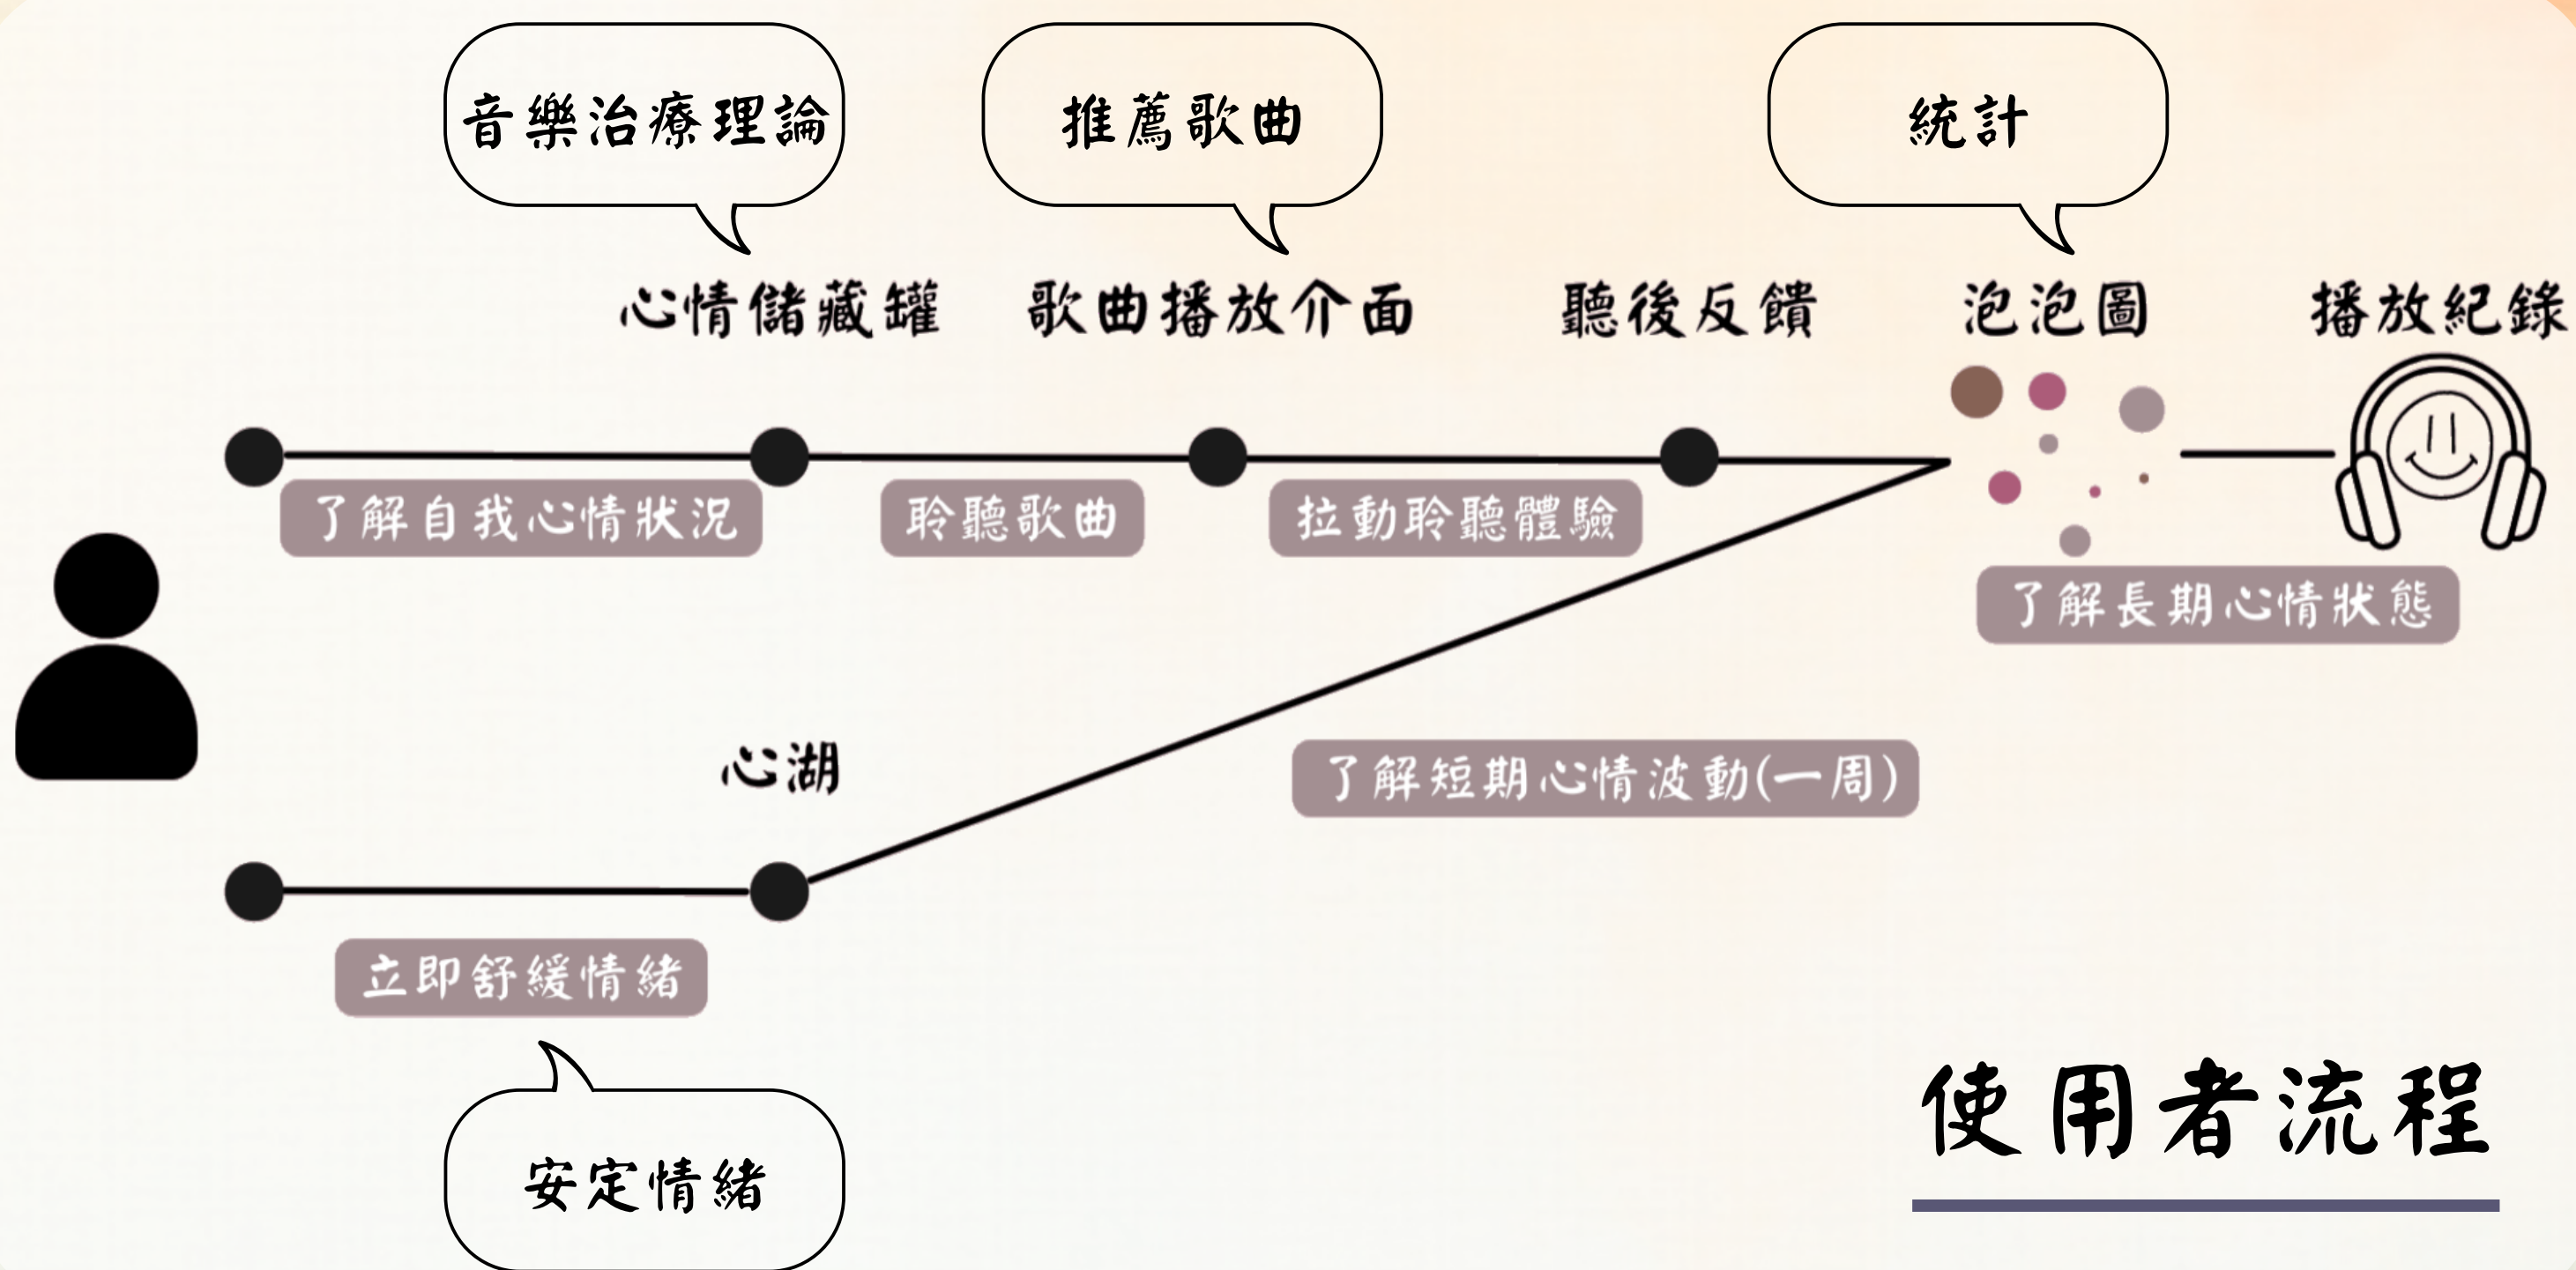 音樂治療理論
推薦歌曲
統計
心情儲藏罐
歌曲播放介面
聽後反饋
泡泡圖
播放紀錄
了解自我心情狀況
聆聽歌曲
拉動聆聽體驗
了解長期心情狀態
心湖
了解短期心情波動(一周)
立即舒緩情緒
安定情緒
使用者流程